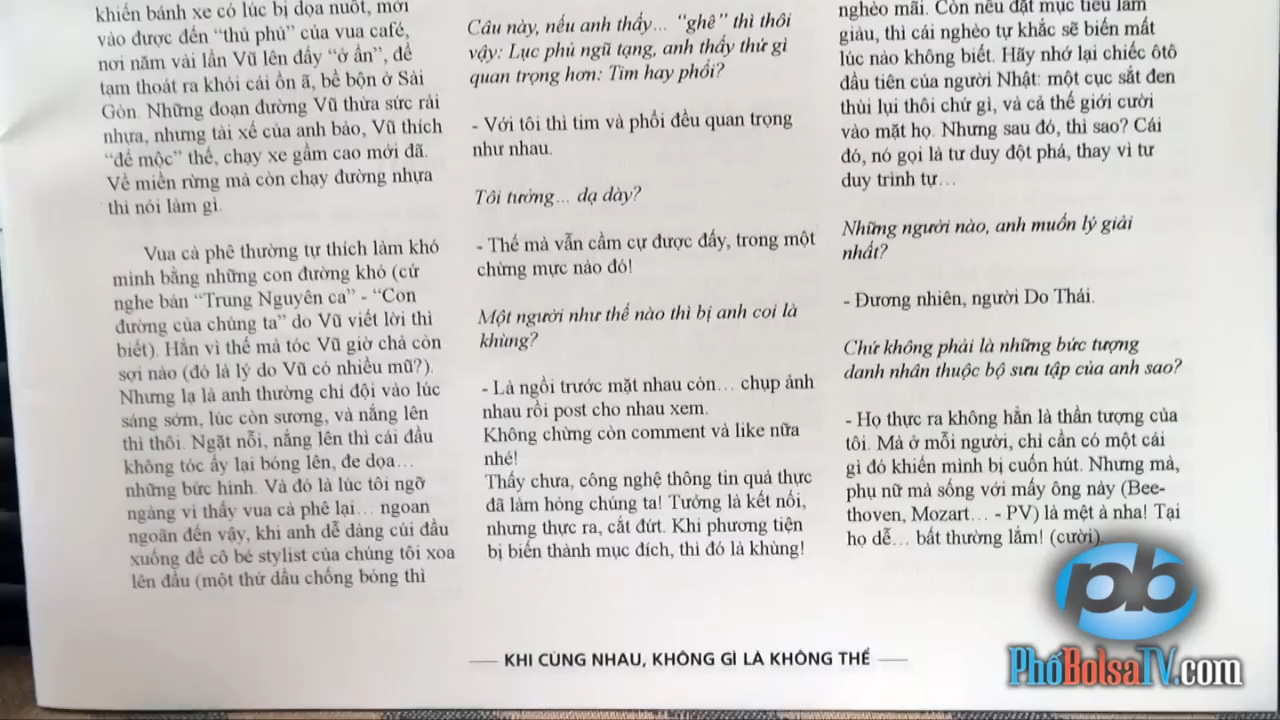 khiến bánh xe có lúc bị dọa nuốt, mới
vào được đến “thủ phủ” của vua café,
nơi năm vài lần Vũ lên đấy “ở ẩn”, để
tạm thoát ra khỏi cái ồn ã, bề bộn ở Sài
Gòn. Những đoạn đường Vũ thừa sức rải
nhựa, nhưng tài xế của anh bảo, Vũ thích
“để mộc” thế, chạy xe gầm cao mới đã.
Về miền rừng mà còn chạy đường nhựa
thì nói làm gì.
Vua cà phê thường tự thích làm khó
mình bằng những con đường khó (cứ
nghe bản “Trung Nguyên ca” - “Con
đường của chúng ta” do Vũ viết lời thì
biết). Hẳn vì thế mà tóc Vũ giờ chả còn
sợi nào (đó là lý do Vũ có nhiều mũ?).
Nhưng lạ là anh thường chỉ đội vào lúc
sáng sớm, lúc còn sương, và nắng lên
thì thôi. Ngặt nỗi, nắng lên thì cái đầu
không tóc ấy lại bóng lên, đe dọa…
những bức hình. Và đó là lúc tôi ngỡ
ngàng vì thấy vua cà phê lại… ngoan
ngoãn đến vậy, khi anh dễ dàng cúi đầu
xuống để cô bé stylist của chúng tôi xoa
lên đầu (một thứ dầu chống bóng thì
Câu này, nếu anh thấy… “ghê” thì thôi
vậy: Lục phủ ngũ tạng, anh thấy thứ gì
quan trọng hơn: Tim hay phổi?
- Với tôi thì tim và phổi đều quan trọng
như nhau.
Tôi tưởng… dạ dày?
- Thế mà vẫn cầm cự được đấy, trong một
chừng mực nào đó!
Một người như thế nào thì bị anh coi là
khùng?
- Là ngồi trước mặt nhau còn… chụp ảnh
nhau rồi post cho nhau xem.
Không chừng còn comment và like nữa
nhé!
Thấy chưa, công nghệ thông tin quả thực
đã làm hỏng chúng ta! Tưởng là kết nối,
nhưng thực ra, cắt đứt. Khi phương tiện
bị biến thành mục đích, thì đó là khùng!
nghèo mãi. Còn nếu đặt mục tiêu làm
giàu, thì cái nghèo tự khắc sẽ biến mất
lúc nào không biết. Hãy nhớ lại chiếc ôtô
đầu tiên của người Nhật: một cục sắt đen
thùi lụi thôi chứ gì, và cả thế giới cười
vào mặt họ. Nhưng sau đó, thì sao? Cái
đó, nó gọi là tư duy đột phá, thay vì tư
duy trình tự…
Những người nào, anh muốn lý giải
nhất?
- Đương nhiên, người Do Thái.
Chứ không phải là những bức tượng
danh nhân thuộc bộ sưu tập của anh sao?
- Họ thực ra không hẳn là thần tượng của
tôi. Mà ở mỗi người, chỉ cần có một cái
gì đó khiến mình bị cuốn hút. Nhưng mà,
phụ nữ mà sống với mấy ông này (Bee-
thoven, Mozart… - PV) là mệt à nha! Tại
họ dễ… bất thường lắm! (cười).
KHI CÙNG NHAU, KHÔNG GÌ LÀ KHÔNG THỂ
pb
PhốBolsaTV.com